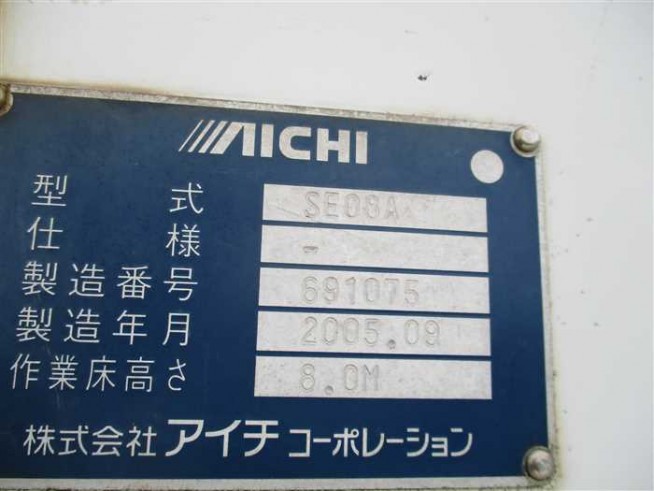 AICHI
型式 SE08A
仕様 -
製造番号 691075
製造年月 2005.09
作業床高さ 8.0M
株式会社 アイチ コーポレーション